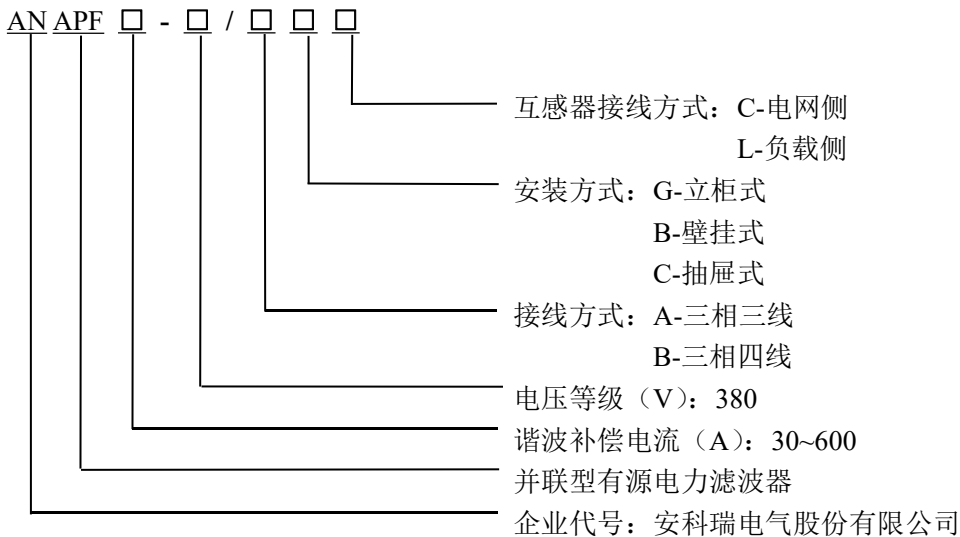 AN APF □ - □ / □ □ □
互感器接线方式：C-电网侧
L-负载侧
安装方式：G-立柜式
B-壁挂式
C-抽屉式
接线方式：A-三相三线
B-三相四线
电压等级（V）：380
谐波补偿电流（A）：30~600
并联型有源电力滤波器
企业代号：安科瑞电气股份有限公司